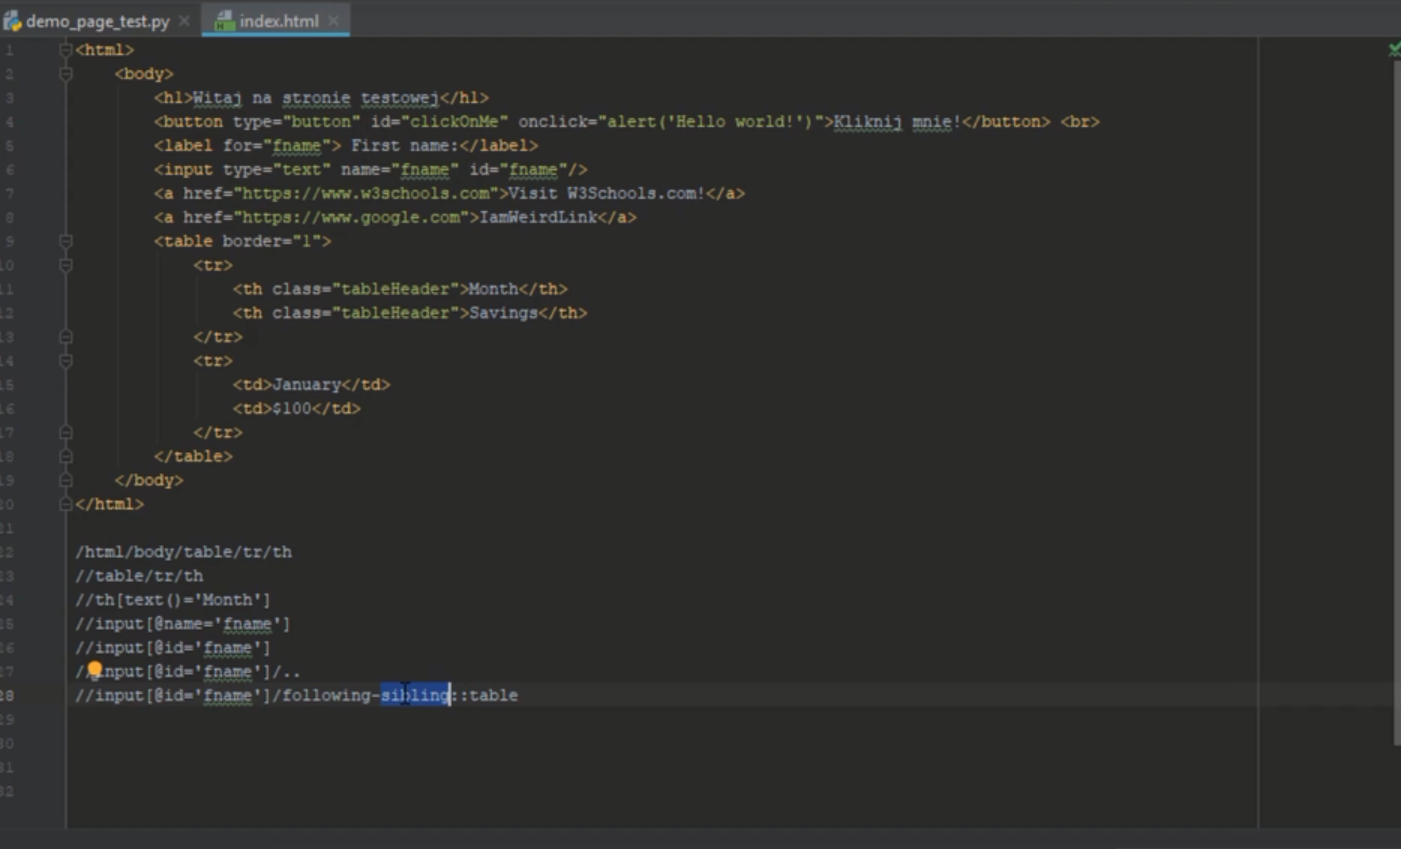 demo_page_test.py index.html
1 <html>
2 <body>
3 <h1>Witaj na stronie testowej</h1>
4 <button type="button" id="clickOnMe" onclick="alert('Hello world!')">Kliknij mnie!</button> <br>
5 <label for="fname"> First name:</label>
6 <input type="text" name="fname" id="fname"/>
7 <a href="https://www.w3schools.com">Visit W3Schools.com!</a>
8 <a href="https://www.google.com">IamWeirdLink</a>
9 <table border="1">
10 <tr>
11 <th class="tableHeader">Month</th>
12 <th class="tableHeader">Savings</th>
13 </tr>
14 <tr>
15 <td>January</td>
16 <td>$100</td>
17 </tr>
18 </table>
19 </body>
20 </html>
21
22 /html/body/table/tr/th
23 //table/tr/th
24 //th[text()='Month']
25 //input[@name='fname']
26 //input[@id='fname']
27 //input[@id='fname']/..
28 //input[@id='fname']/following-sibling::table
29
30
31
32